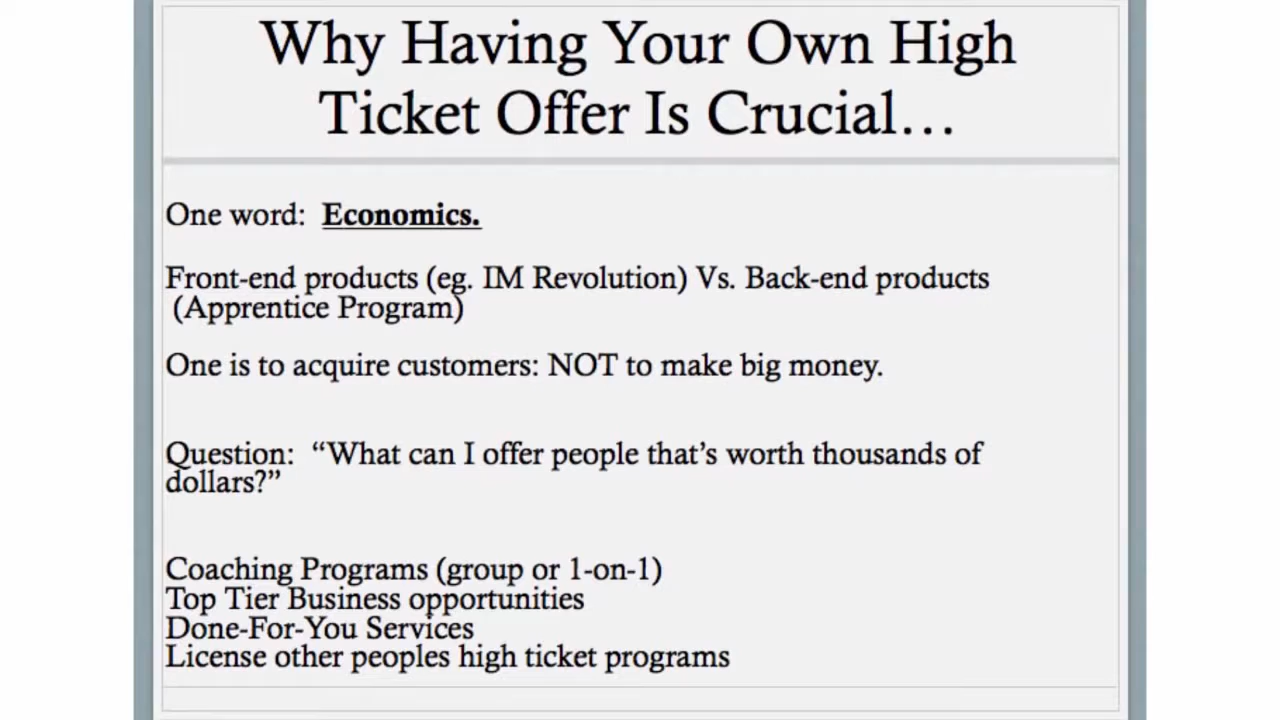 Why Having Your Own High
Ticket Offer Is Crucial…
One word:  Economics.
Front-end products (eg. IM Revolution) Vs. Back-end products
(Apprentice Program)
One is to acquire customers: NOT to make big money.
Question:  “What can I offer people that’s worth thousands of
dollars?”
Coaching Programs (group or 1-on-1)
Top Tier Business opportunities
Done-For-You Services
License other peoples high ticket programs